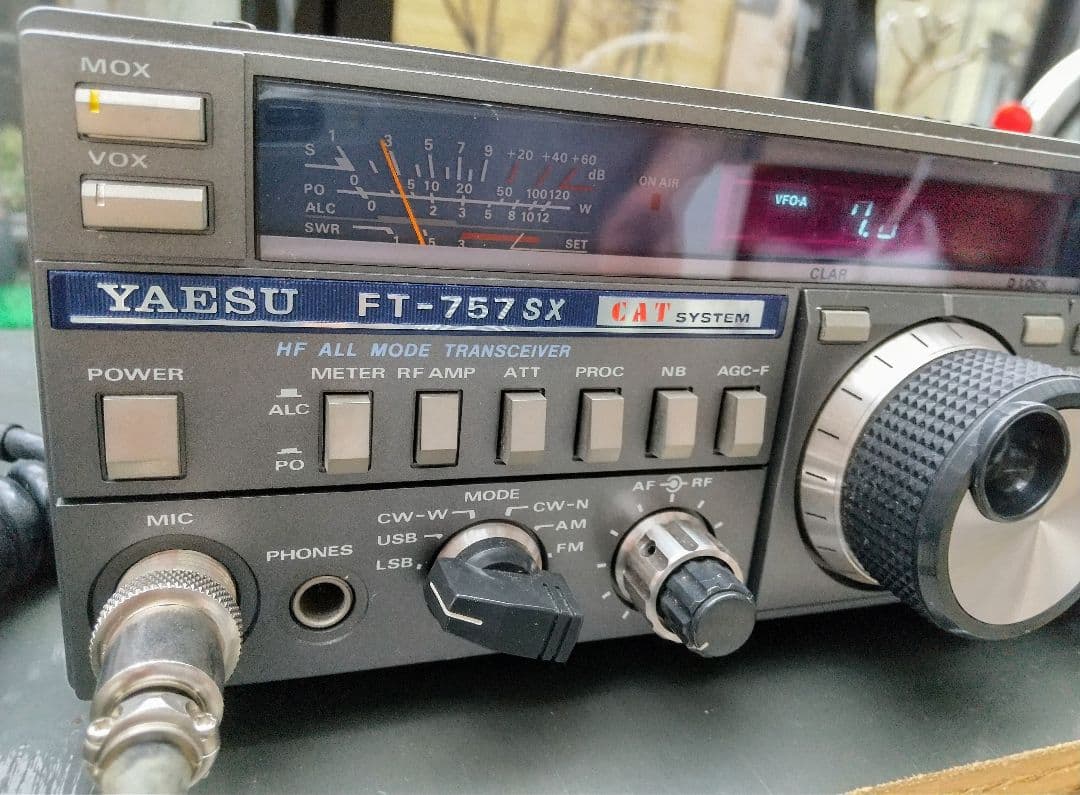 MOX
VOX
S 1 3 5 7 9 +20 +40 +60 dB
PO 0 5 10 20 50 100 120 W
ALC 0 2 3 5 8 10 12
SWR 1 1.5 3 SET
ON AIR
VFO-A
7.0
CLAR
D LOCK
YAESU FT-757SX CAT SYSTEM
HF ALL MODE TRANSCEIVER
POWER
ALC
PO
METER RF AMP ATT PROC NB AGC-F
MIC
PHONES
MODE
CW-W CW-N
USB AM
LSB FM
AF RF